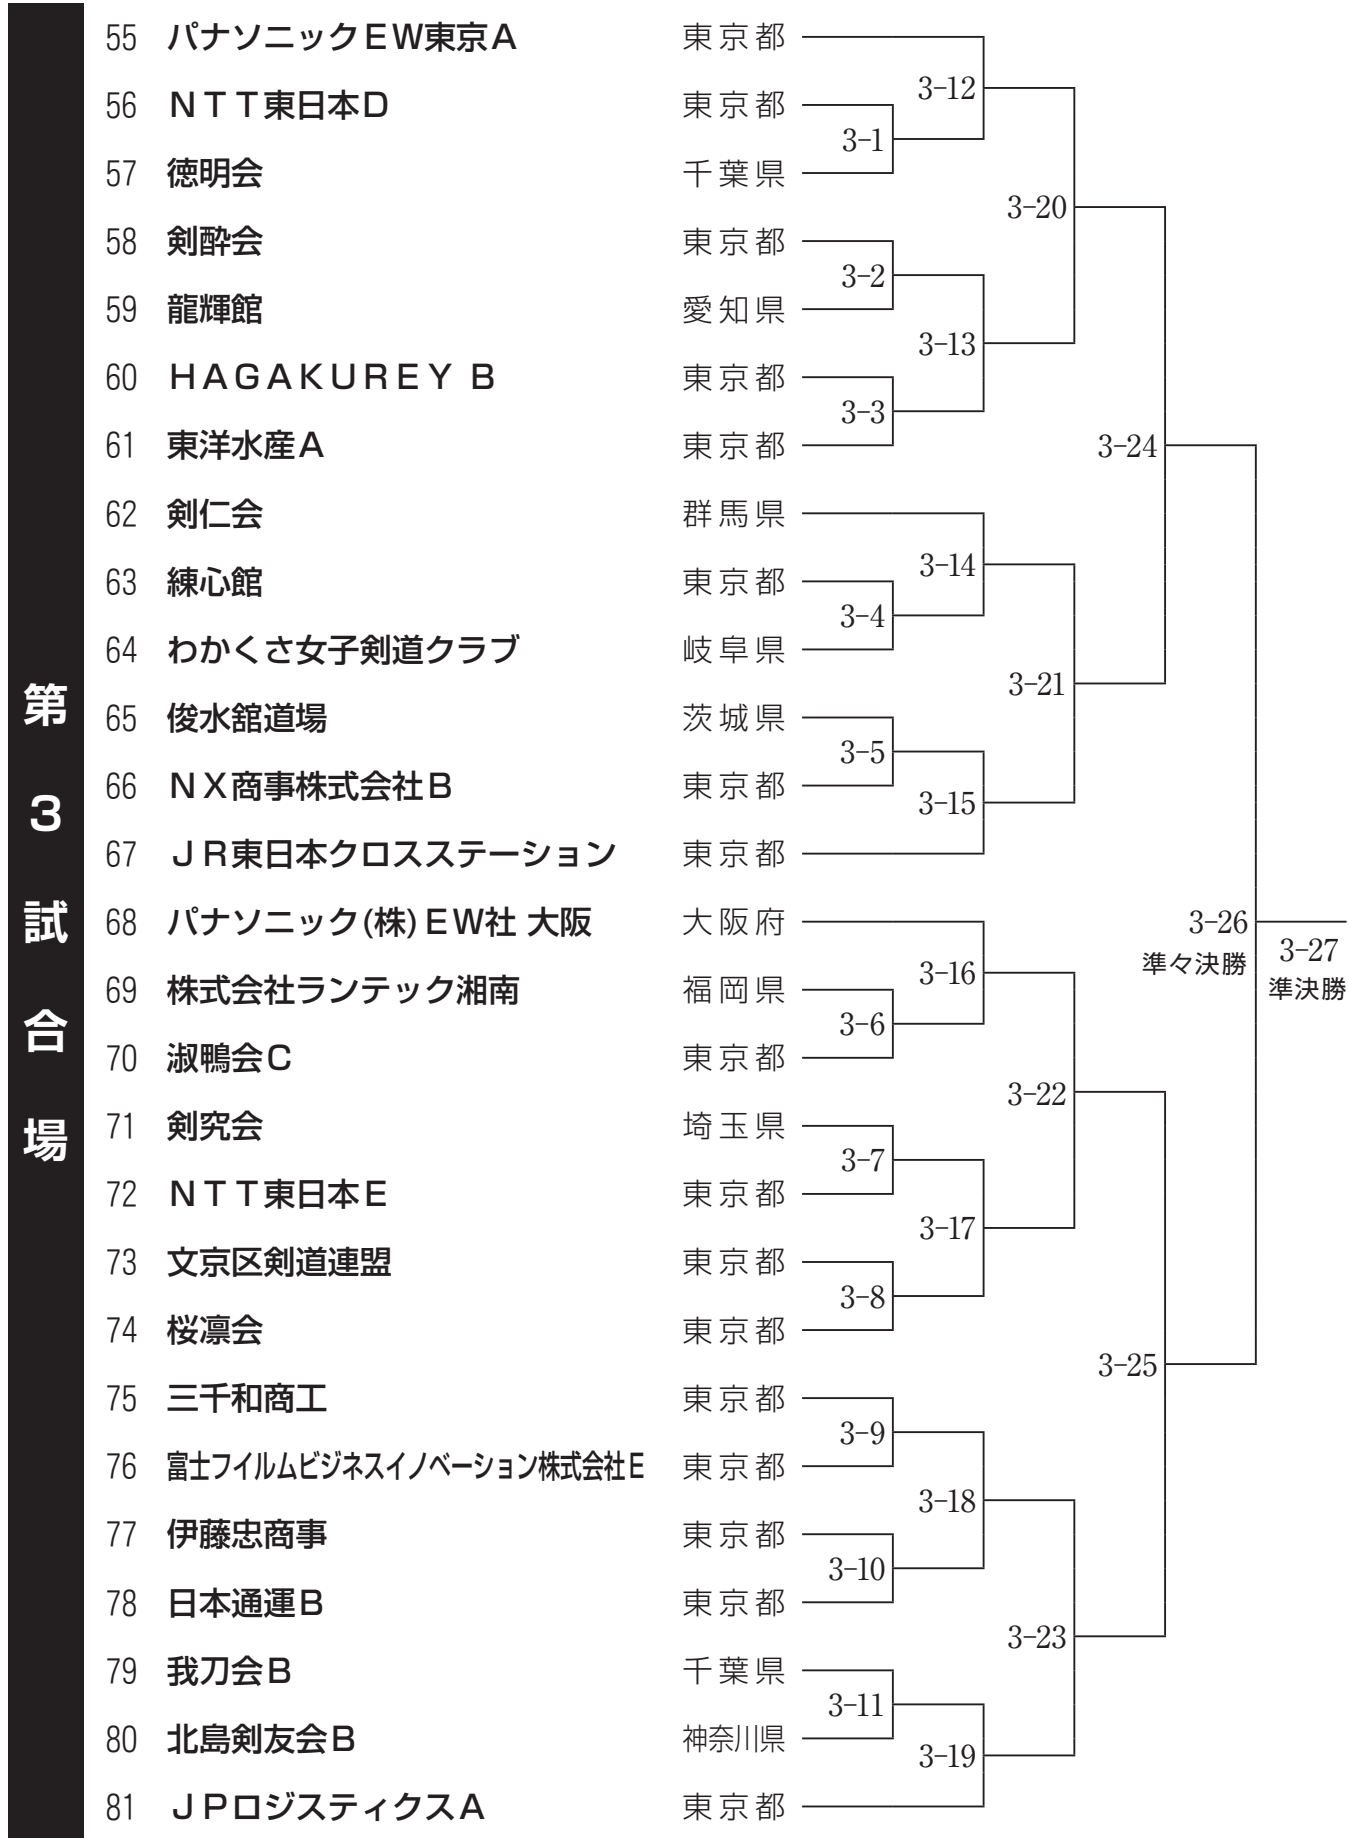 第3試合場
55 パナソニックEW東京A 東京都
56 NTT東日本D 東京都
57 徳明会 千葉県
58 剣酔会 東京都
59 龍輝館 愛知県
60 HAGAKUREY B 東京都
61 東洋水産A 東京都
62 剣仁会 群馬県
63 練心館 東京都
64 わかくさ女子剣道クラブ 岐阜県
65 俊水舘道場 茨城県
66 NX商事株式会社B 東京都
67 JR東日本クロスステーション 東京都
68 パナソニック(株)EW社 大阪 大阪府
69 株式会社ランテック湘南 福岡県
70 淑鴨会C 東京都
71 剣究会 埼玉県
72 NTT東日本E 東京都
73 文京区剣道連盟 東京都
74 桜凛会 東京都
75 三千和商工 東京都
76 富士フイルムビジネスイノベーション株式会社E 東京都
77 伊藤忠商事 東京都
78 日本通運B 東京都
79 我刀会B 千葉県
80 北島剣友会B 神奈川県
81 JPロジスティクスA 東京都
3-1
3-2
3-3
3-4
3-5
3-6
3-7
3-8
3-9
3-10
3-11
3-12
3-13
3-14
3-15
3-16
3-17
3-18
3-19
3-20
3-21
3-22
3-23
3-24
3-25
3-26
準々決勝
3-27
準決勝